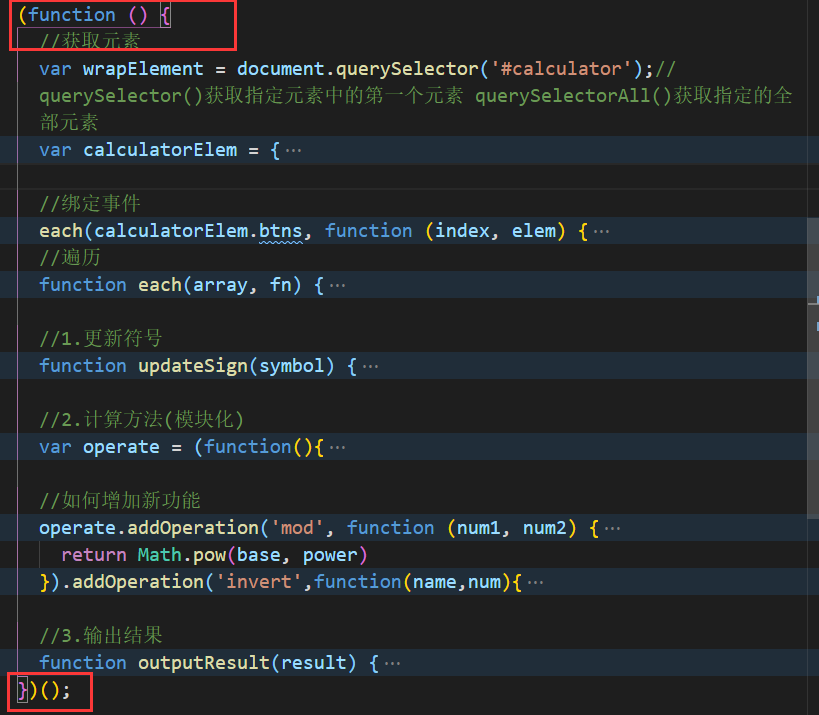 (function () {
//获取元素
var wrapElement = document.querySelector('#calculator');//
querySelector()获取指定元素中的第一个元素 querySelectorAll()获取指定的全
部元素
var calculatorElem = {···
//绑定事件
each(calculatorElem.btns, function (index, elem) {···
//遍历
function each(array, fn) {···
//1.更新符号
function updateSign(symbol) {···
//2.计算方法(模块化)
var operate = (function(){···
//如何增加新功能
operate.addOperation('mod', function (num1, num2) {···
return Math.pow(base, power)
}).addOperation('invert',function(name,num){···
//3.输出结果
function outputResult(result) {···
})();